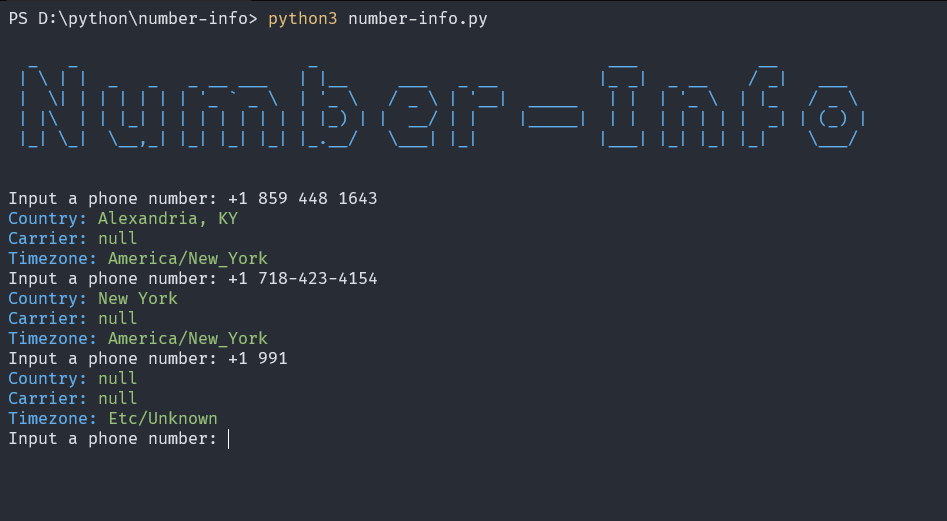 PS D:\python\number-info> python3 number-info.py
Number-Info
Input a phone number: +1 859 448 1643
Country: Alexandria, KY
Carrier: null
Timezone: America/New_York
Input a phone number: +1 718-423-4154
Country: New York
Carrier: null
Timezone: America/New_York
Input a phone number: +1 991
Country: null
Carrier: null
Timezone: Etc/Unknown
Input a phone number: